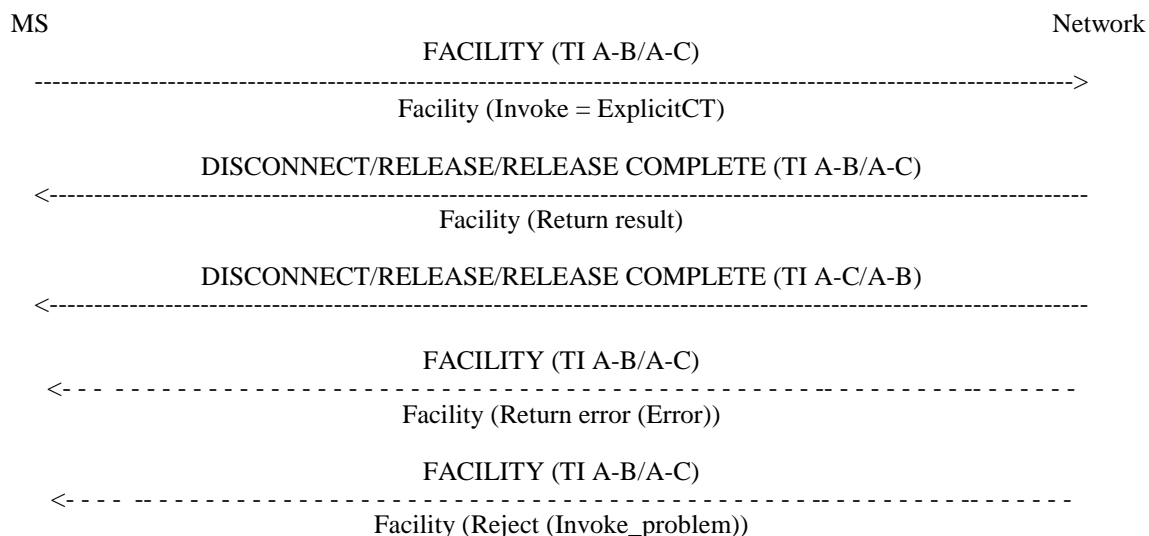 MS Network
FACILITY (TI A-B/A-C)
------------------------------------------------------------------------------------------------------------------------>
Facility (Invoke = ExplicitCT)
DISCONNECT/RELEASE/RELEASE COMPLETE (TI A-B/A-C)
<------------------------------------------------------------------------------------------------------------------------
Facility (Return result)
DISCONNECT/RELEASE/RELEASE COMPLETE (TI A-C/A-B)
<------------------------------------------------------------------------------------------------------------------------
FACILITY (TI A-B/A-C)
<- - - - - - - - - - - - - - - - - - - - - - - - - - - - - - - - - - - - - - - - - - - - - - - -- - - - - - - - - -- - - - - - -
Facility (Return error (Error))
FACILITY (TI A-B/A-C)
<- - - - -- - - - - - - - - - - - - - - - - - - - - - - - - - - - - - - - - - - - - - - - - - - -- - - - - - - - - -- - - - - - -
Facility (Reject (Invoke_problem))